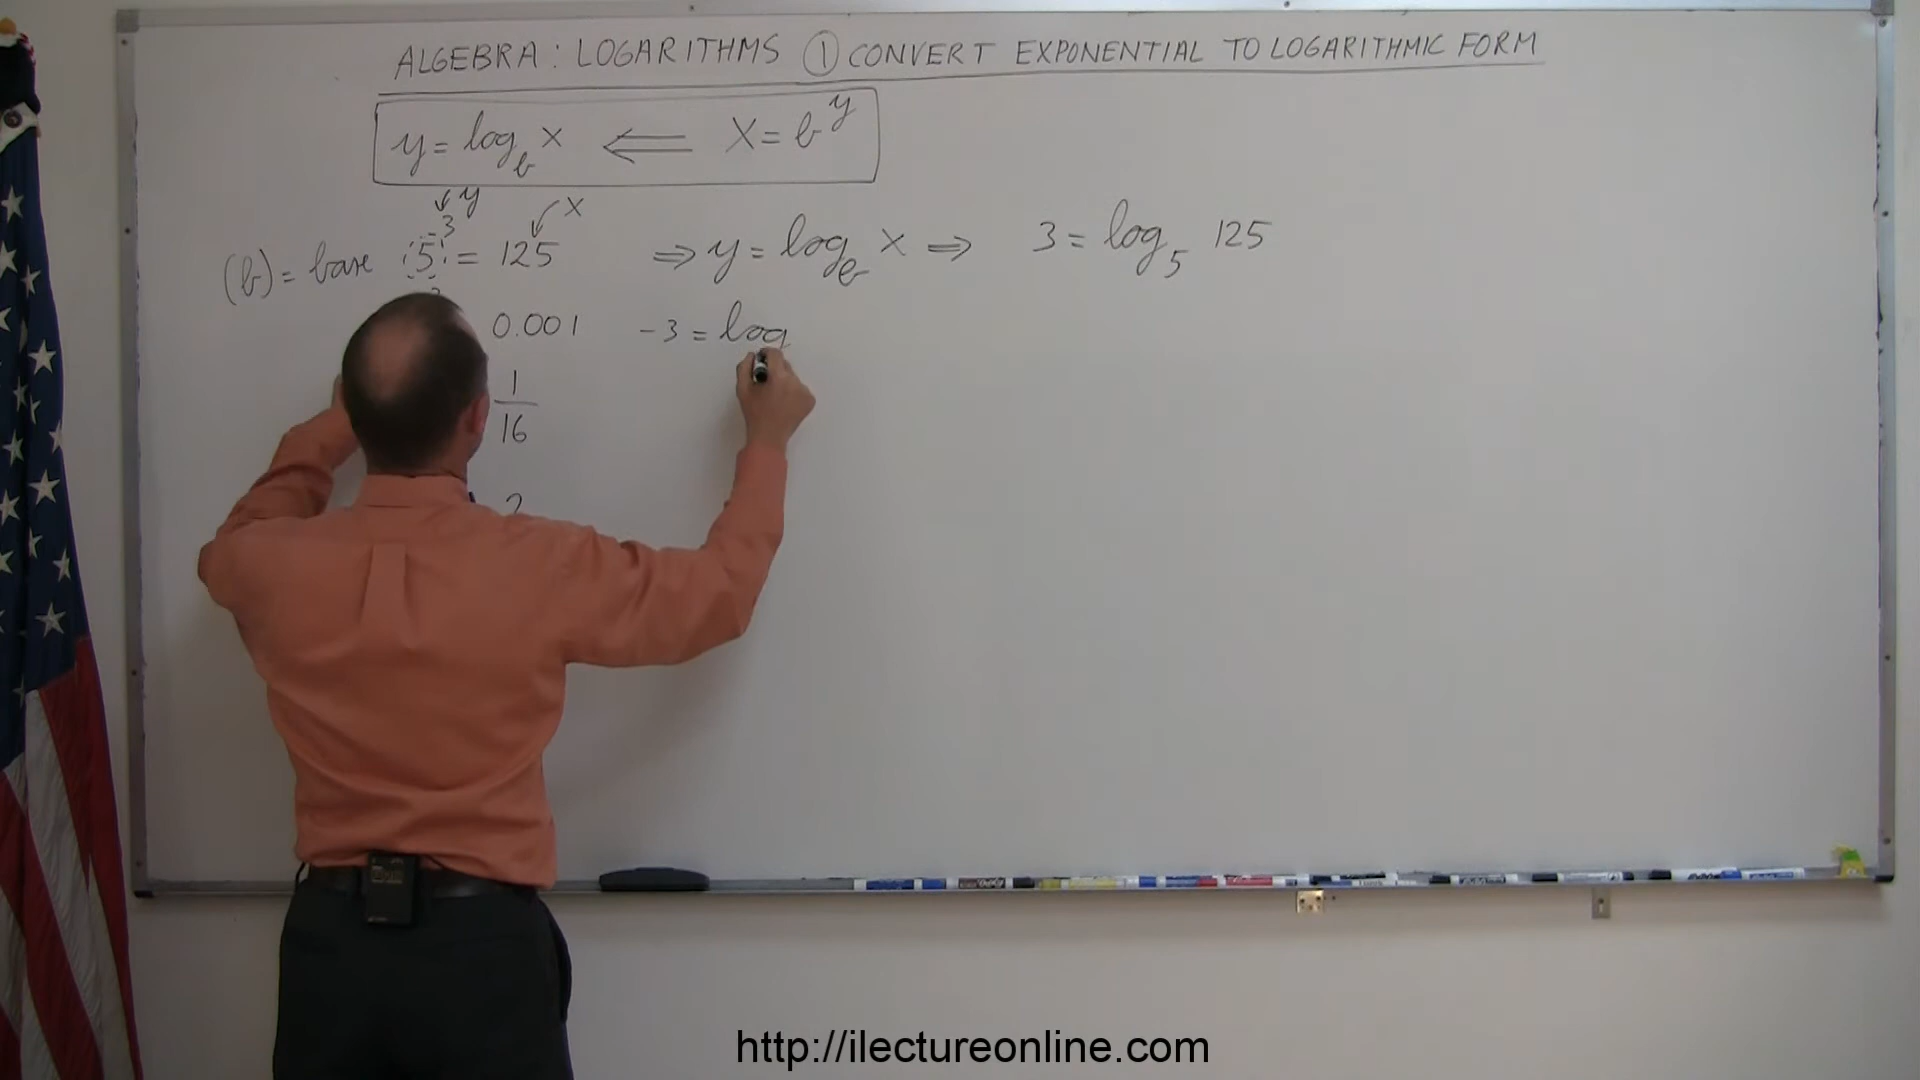 ALGEBRA: LOGARITHMS ① CONVERT EXPONENTIAL TO LOGARITHMIC FORM
y = log_b x ⇐ X = b^y
y x
(b) = base 5^3 = 125 ⇒ y = log_b x ⇒ 3 = log_5 125
0.001 -3 = log
1/16
2
http://ilectureonline.com